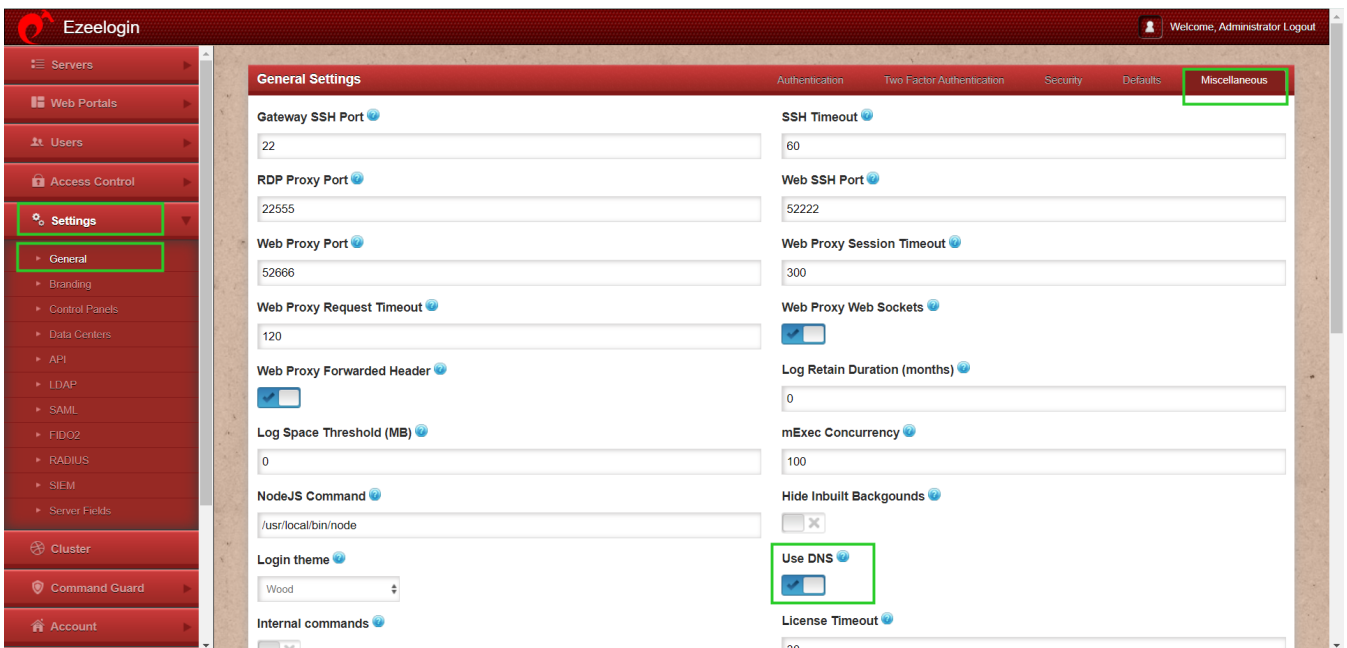 Ezeelogin
Welcome, Administrator Logout
Servers
Web Portals
Users
Access Control
Settings
General
Branding
Control Panels
Data Centers
API
LDAP
SAML
FIDO2
RADIUS
SIEM
Server Fields
Cluster
Command Guard
Account
General Settings
Authentication
Two Factor Authentication
Security
Defaults
Miscellaneous
Gateway SSH Port
22
SSH Timeout
60
RDP Proxy Port
22555
Web SSH Port
52222
Web Proxy Port
52666
Web Proxy Session Timeout
300
Web Proxy Request Timeout
120
Web Proxy Web Sockets
Web Proxy Forwarded Header
Log Retain Duration (months)
0
Log Space Threshold (MB)
0
mExec Concurrency
100
NodeJS Command
/usr/local/bin/node
Hide Inbuilt Backgounds
Login theme
Wood
Use DNS
Internal commands
License Timeout